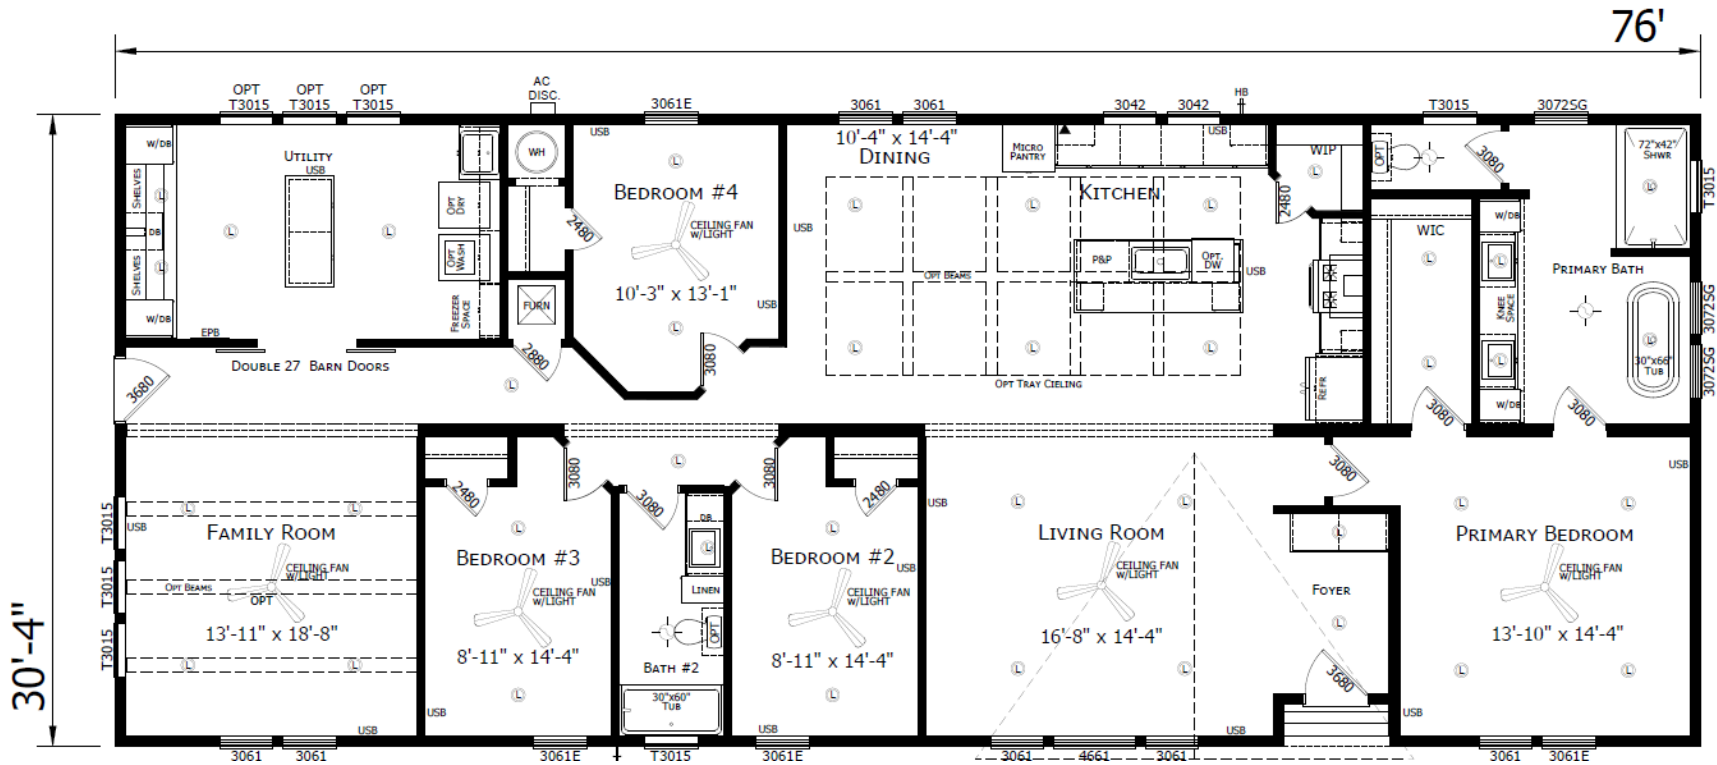 76'
30'-4"
OPT
T3015
OPT
T3015
OPT
T3015
AC
DISC.
3061E
3061
3061
3042
3042
HB
T3015
3072SG
W/DB
SHELVES
DB
SHELVES
W/DB
EPB
UTILITY
USB
OPT
DRY
OPT
WASH
FREEZER
SPACE
WH
2480
FURN
2880
USB
BEDROOM #4
CEILING FAN
w/LIGHT
10'-3" x 13'-1"
USB
3080
USB
10'-4" x 14'-4"
DINING
MICRO
PANTRY
USB
KITCHEN
OPT BEAMS
P&P
OPT.
DW
USB
OPT TRAY CIELING
WIP
2480
REFR
OPT
3080
72"x42"
SHWR
T3015
WIC
W/DB
KNEE
SPACE
W/DB
PRIMARY BATH
30"x66"
TUB
3072SG
3072SG
3080
3080
DOUBLE 27 BARN DOORS
3680
T3015
T3015
T3015
USB
FAMILY ROOM
CEILING FAN
w/LIGHT
OPT BEAMS
OPT
13'-11" x 18'-8"
USB
2480
3080
BEDROOM #3
USB
CEILING FAN
w/LIGHT
8'-11" x 14'-4"
USB
3080
DB
LINEN
OPT
BATH #2
30"x60"
TUB
3080
2480
BEDROOM #2
USB
CEILING FAN
w/LIGHT
8'-11" x 14'-4"
USB
USB
LIVING ROOM
CEILING FAN
w/LIGHT
16'-8" x 14'-4"
USB
3080
FOYER
3680
USB
PRIMARY BEDROOM
CEILING FAN
w/LIGHT
13'-10" x 14'-4"
USB
3061
3061
3061E
T3015
3061E
3061
4661
3061
3061
3061E